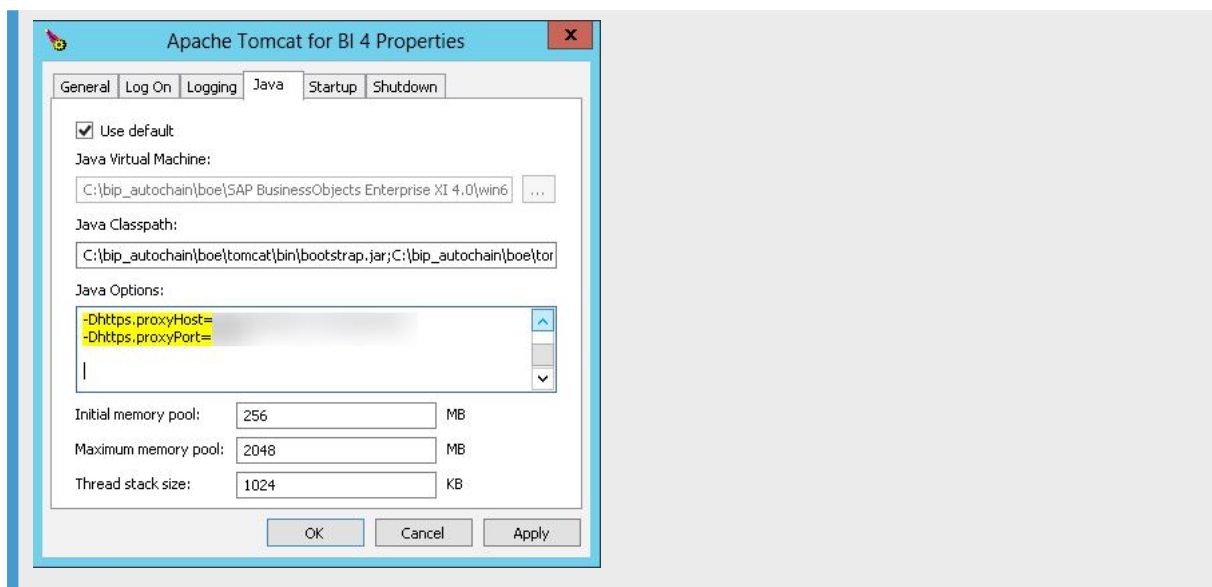 Apache Tomcat for BI 4 Properties
x
General Log On Logging Java Startup Shutdown
Use default
Java Virtual Machine:
C:\bip_autochain\boe\SAP BusinessObjects Enterprise XI 4.0\win6 ...
Java Classpath:
C:\bip_autochain\boe\tomcat\bin\bootstrap.jar;C:\bip_autochain\boe\tor
Java Options:
-Dhttps.proxyHost=
-Dhttps.proxyPort=
Initial memory pool: 256 MB
Maximum memory pool: 2048 MB
Thread stack size: 1024 KB
OK Cancel Apply